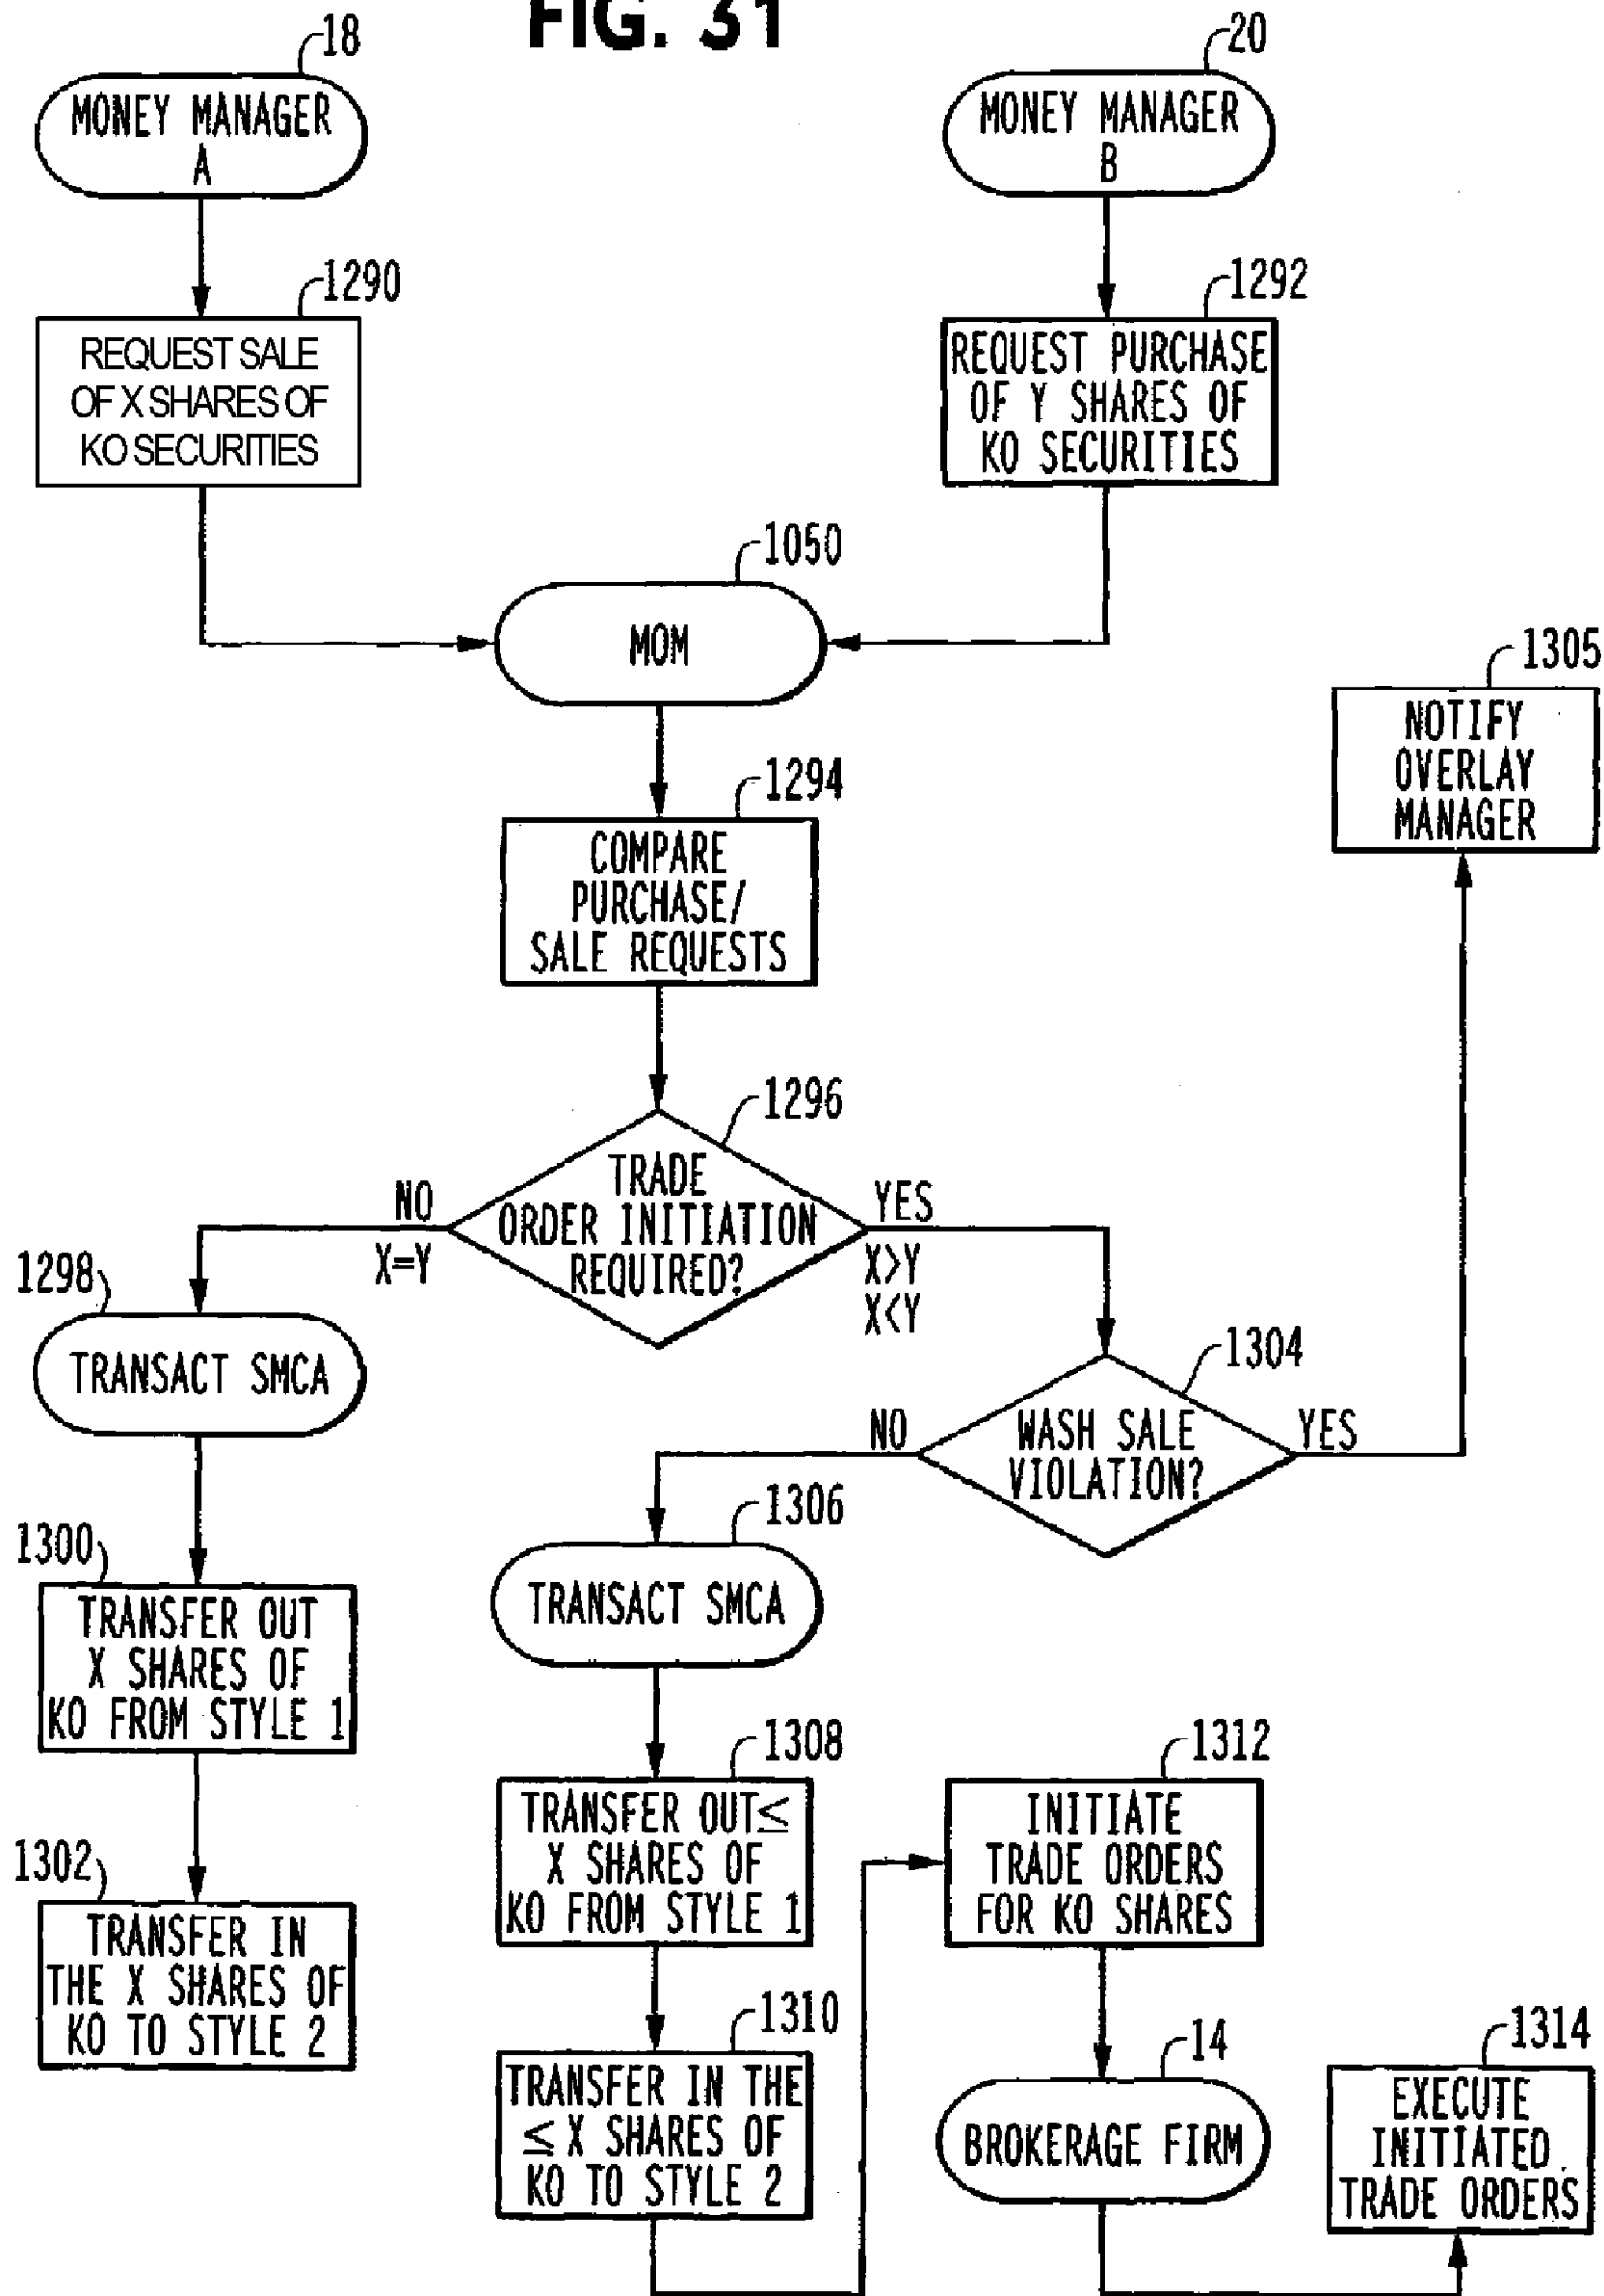 FIG. 31
18
MONEY MANAGER
A
20
MONEY MANAGER
B
1290
REQUEST SALE
OF X SHARES OF
KO SECURITIES
1292
REQUEST PURCHASE
OF Y SHARES OF
KO SECURITIES
1050
MOM
1305
NOTIFY
OVERLAY
MANAGER
1294
COMPARE
PURCHASE/
SALE REQUESTS
1296
TRADE
ORDER INITIATION
REQUIRED?
NO
X=Y
YES
X>Y
X<Y
1298
TRANSACT SMCA
1304
WASH SALE
VIOLATION?
NO
YES
1300
TRANSFER OUT
X SHARES OF
KO FROM STYLE 1
1306
TRANSACT SMCA
1302
TRANSFER IN
THE X SHARES OF
KO TO STYLE 2
1308
TRANSFER OUT≤
X SHARES OF
KO FROM STYLE 1
1310
TRANSFER IN THE
≤ X SHARES OF
KO TO STYLE 2
1312
INITIATE
TRADE ORDERS
FOR KO SHARES
14
BROKERAGE FIRM
1314
EXECUTE
INITIATED
TRADE ORDERS